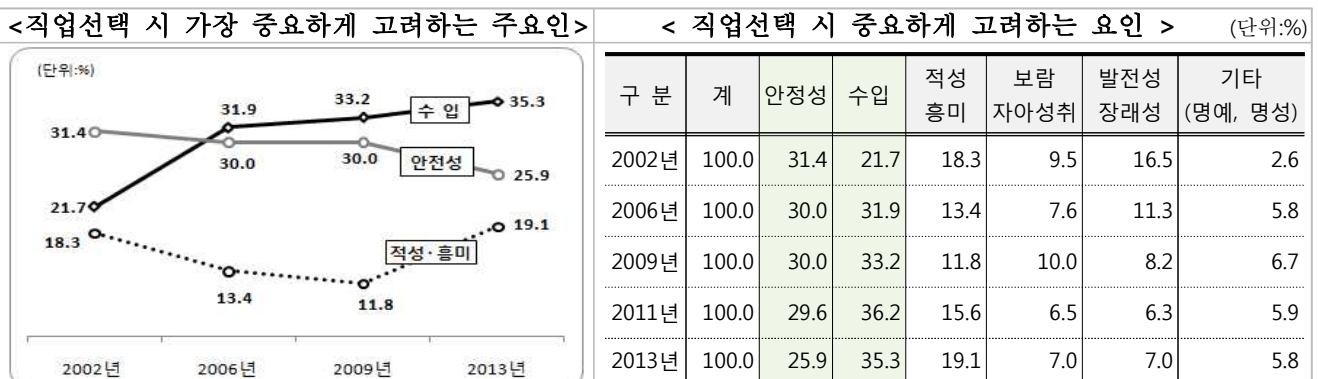 <직업선택 시 가장 중요하게 고려하는 주요인>
(단위:%)
31.9
33.2
수 입
35.3
31.4
30.0
30.0
안전성
25.9
21.7
18.3
19.1
적성·흥미
13.4
11.8
2002년 2006년 2009년 2013년
< 직업선택 시 중요하게 고려하는 요인 > (단위:%)
구 분 계 안정성 수입 적성 흥미 보람 자아성취 발전성 장래성 기타 (명예, 명성)
2002년 100.0 31.4 21.7 18.3 9.5 16.5 2.6
2006년 100.0 30.0 31.9 13.4 7.6 11.3 5.8
2009년 100.0 30.0 33.2 11.8 10.0 8.2 6.7
2011년 100.0 29.6 36.2 15.6 6.5 6.3 5.9
2013년 100.0 25.9 35.3 19.1 7.0 7.0 5.8